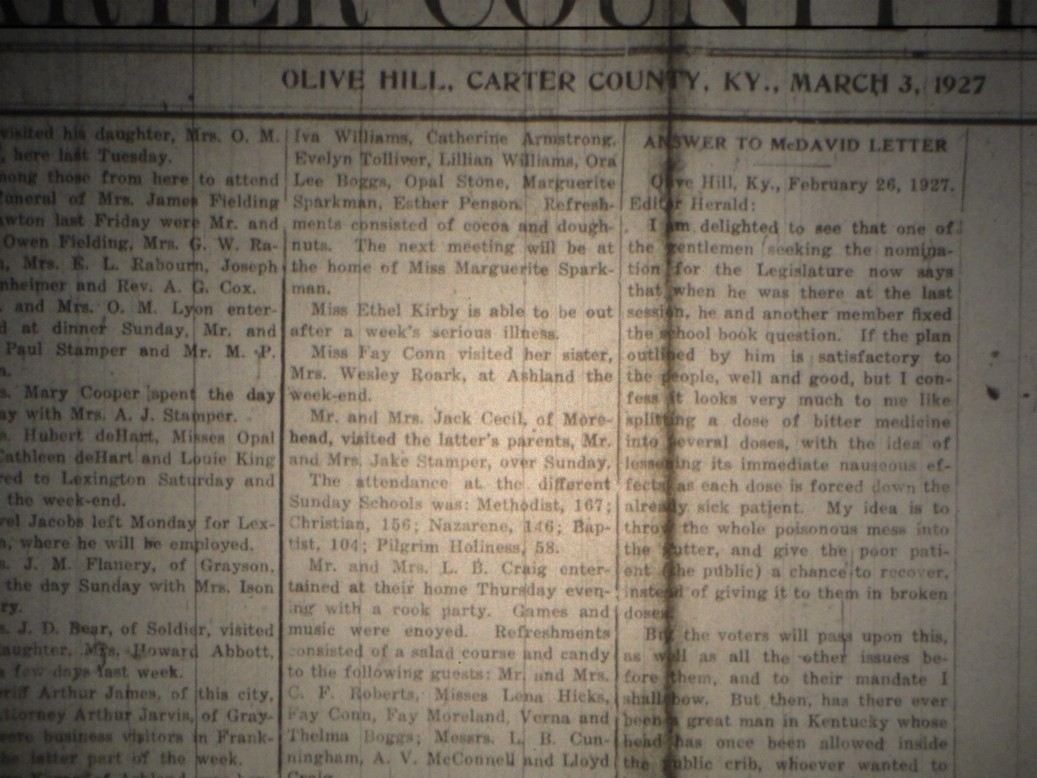 CARTER COUNTY
OLIVE HILL, CARTER COUNTY, KY., MARCH 3, 1927
visited his daughter, Mrs. O. M.
, here last Tuesday.
mong those from here to attend
funeral of Mrs. James Fielding
awton last Friday were Mr. and
Owen Fielding, Mrs. G. W. Ra-
n, Mrs. E. L. Rabourn, Joseph
nheimer and Rev. A. G. Cox.
. and Mrs. O. M. Lyon enter-
d at dinner Sunday, Mr. and
Paul Stamper and Mr. M. P.
n.
s. Mary Cooper spent the day
ay with Mrs. A. J. Stamper.
s. Hubert deHart, Misses Opal
Cathleen deHart and Louie King
red to Lexington Saturday and
the week-end.
vel Jacobs left Monday for Lex-
n, where he will be employed.
s. J. M. Flanery, of Grayson,
the day Sunday with Mrs. Ison
ry.
s. J. D. Bear, of Soldier, visited
daughter, Mrs. Howard Abbott,
a few days last week.
eriff Arthur James, of this city,
Attorney Arthur Jarvis, of Gray-
were business visitors in Frank-
the latter part of the week.
Iva Williams, Catherine Armstrong,
Evelyn Tolliver, Lillian Williams, Ora
Lee Boggs, Opal Stone, Marguerite
Sparkman, Esther Penson. Refresh-
ments consisted of cocoa and dough-
nuts. The next meeting will be at
the home of Miss Marguerite Spark-
man.
Miss Ethel Kirby is able to be out
after a week's serious illness.
Miss Fay Conn visited her sister,
Mrs. Wesley Roark, at Ashland the
week-end.
Mr. and Mrs. Jack Cecil, of More-
head, visited the latter's parents, Mr.
and Mrs. Jake Stamper, over Sunday.
The attendance at the different
Sunday Schools was: Methodist, 167;
Christian, 156; Nazarene, 146; Bap-
tist, 104; Pilgrim Holiness, 58.
Mr. and Mrs. L. B. Craig enter-
tained at their home Thursday even-
ing with a rook party. Games and
music were enoyed. Refreshments
consisted of a salad course and candy
to the following guests: Mr. and Mrs.
C. F. Roberts, Misses Lena Hicks,
Fay Conn, Fay Moreland, Verna and
Thelma Boggs; Messrs. L. B. Cun-
ningham, A. V. McConnell and Lloyd
Craig.
ANSWER TO McDAVID LETTER
Olive Hill, Ky., February 26, 1927.
Editor Herald:
I am delighted to see that one of
the gentlemen seeking the nomina-
tion for the Legislature now says
that when he was there at the last
session, he and another member fixed
the school book question. If the plan
outlined by him is satisfactory to
the people, well and good, but I con-
fess it looks very much to me like
splitting a dose of bitter medicine
into several doses, with the idea of
lessening its immediate nauseous ef-
fects as each dose is forced down the
already sick patient. My idea is to
throw the whole poisonous mess into
the gutter, and give the poor pati-
ent (the public) a chance to recover,
instead of giving it to them in broken
doses.
But the voters will pass upon this,
as well as all the other issues be-
fore them, and to their mandate I
shall bow. But then, has there ever
been a great man in Kentucky whose
head has once been allowed inside
the public crib, whoever wanted to